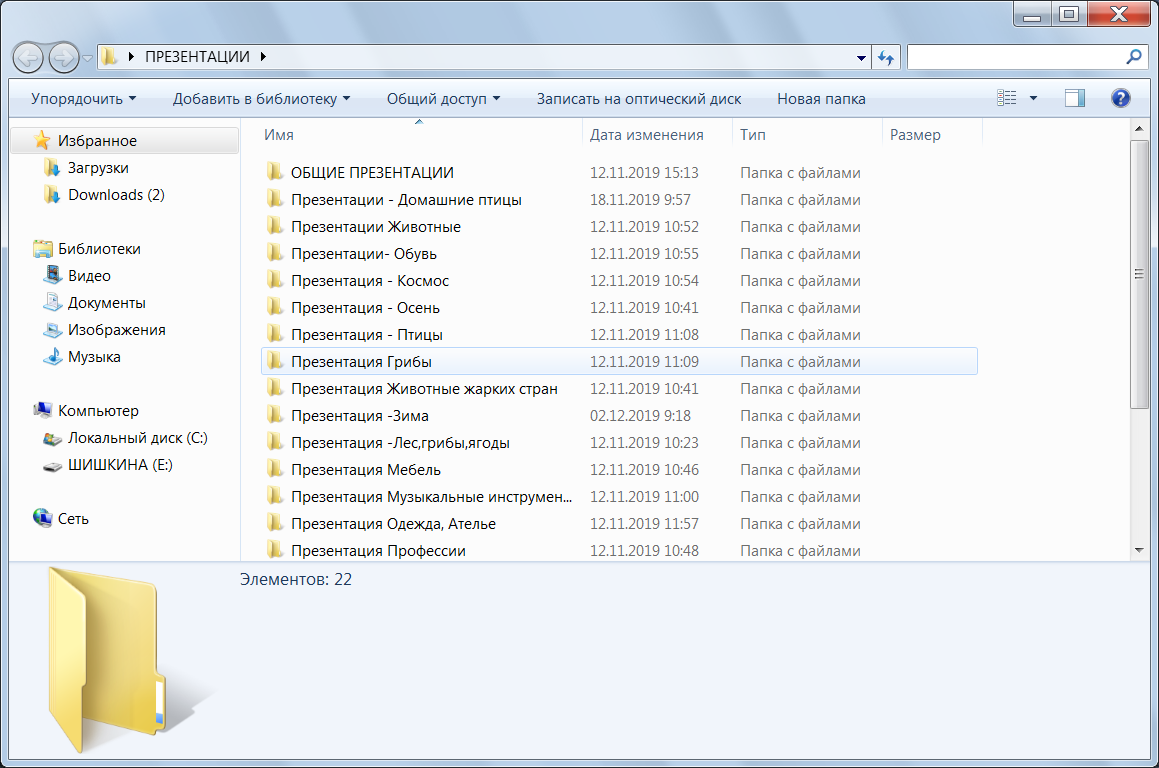 ПРЕЗЕНТАЦИИ
Упорядочить Добавить в библиотеку Общий доступ Записать на оптический диск Новая папка
Избранное
Загрузки
Downloads (2)
Библиотеки
Видео
Документы
Изображения
Музыка
Компьютер
Локальный диск (C:)
ШИШКИНА (E:)
Сеть
Имя Дата изменения Тип Размер
ОБЩИЕ ПРЕЗЕНТАЦИИ 12.11.2019 15:13 Папка с файлами
Презентации - Домашние птицы 18.11.2019 9:57 Папка с файлами
Презентации Животные 12.11.2019 10:52 Папка с файлами
Презентации- Обувь 12.11.2019 10:55 Папка с файлами
Презентация - Космос 12.11.2019 10:54 Папка с файлами
Презентация - Осень 12.11.2019 10:41 Папка с файлами
Презентация - Птицы 12.11.2019 11:08 Папка с файлами
Презентация Грибы 12.11.2019 11:09 Папка с файлами
Презентация Животные жарких стран 12.11.2019 10:41 Папка с файлами
Презентация -Зима 02.12.2019 9:18 Папка с файлами
Презентация -Лес,грибы,ягоды 12.11.2019 10:23 Папка с файлами
Презентация Мебель 12.11.2019 10:46 Папка с файлами
Презентация Музыкальные инструмен... 12.11.2019 11:00 Папка с файлами
Презентация Одежда, Ателье 12.11.2019 11:57 Папка с файлами
Презентация Профессии 12.11.2019 10:48 Папка с файлами
Элементов: 22